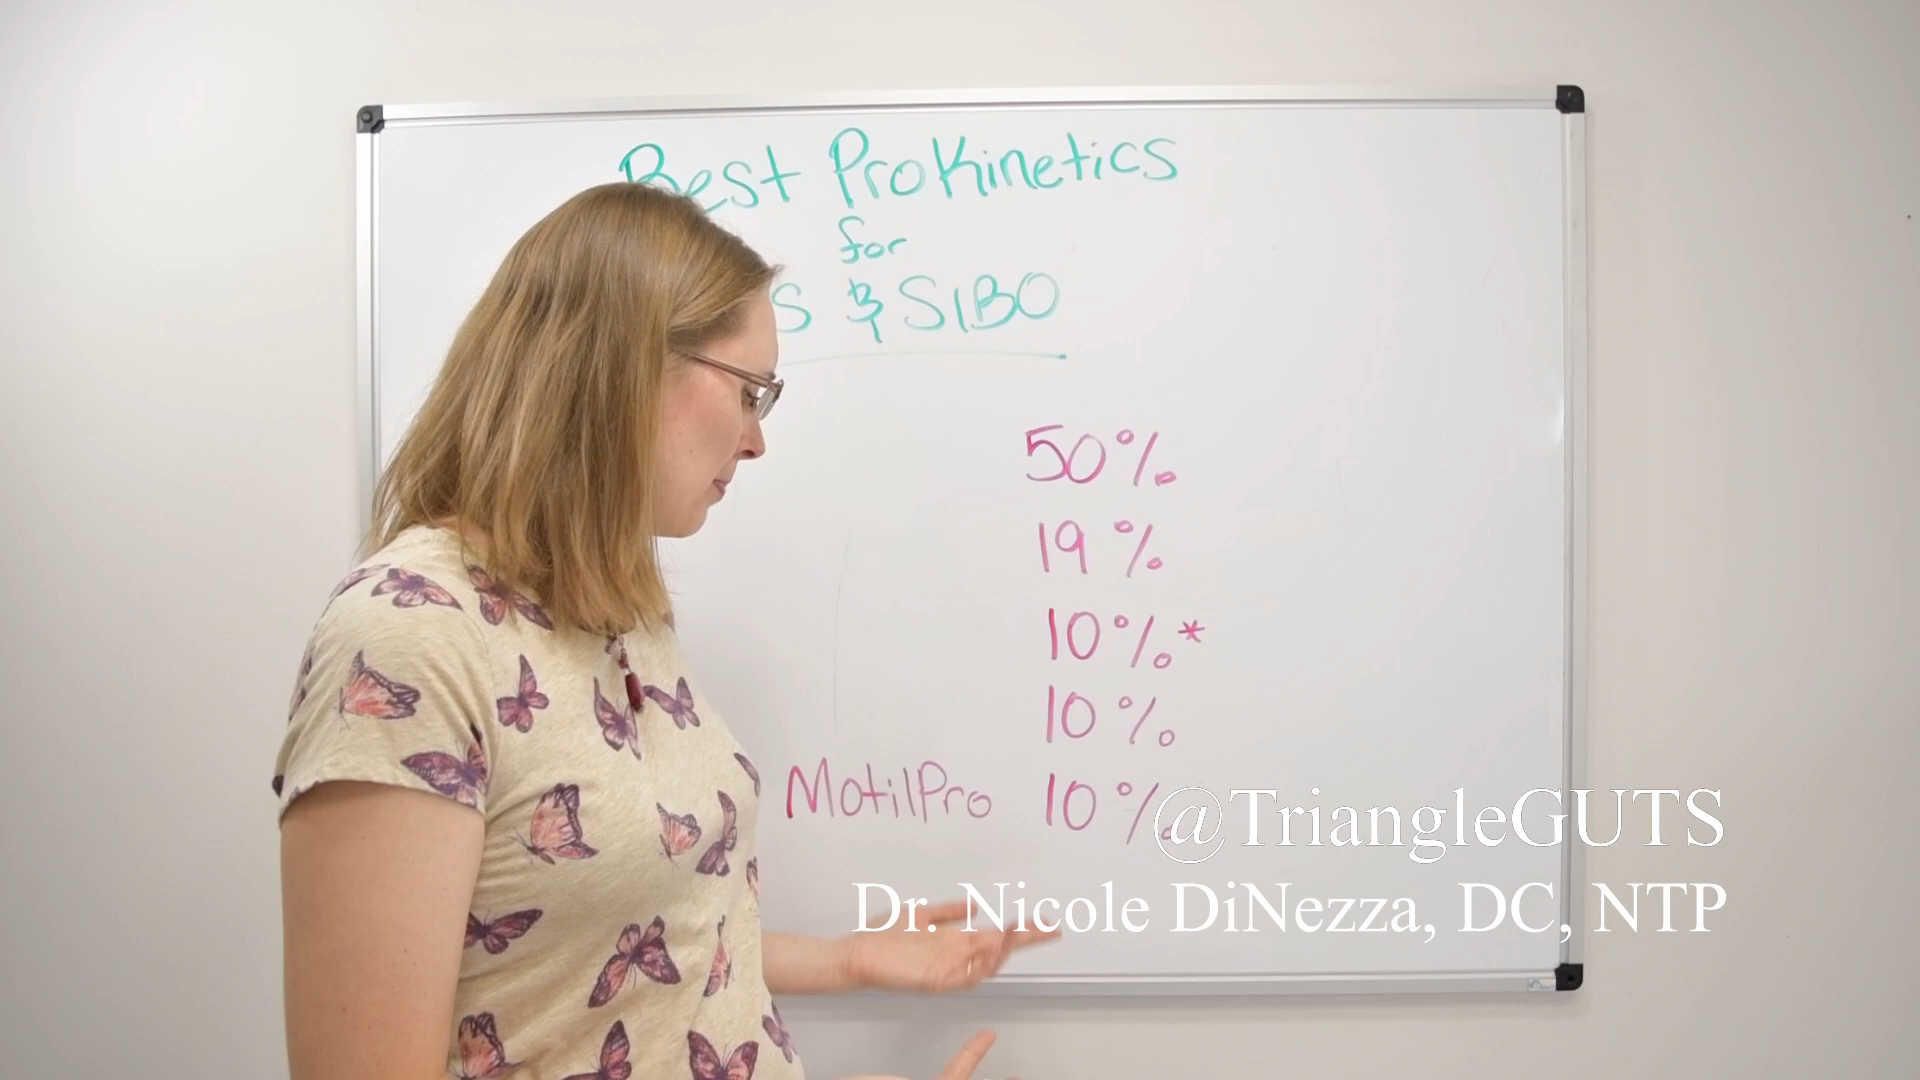 Best ProKinetics
for
S & SIBO
50%
19%
10%*
10%
MotilPro 10%
@TriangleGUTS
Dr. Nicole DiNezza, DC, NTP